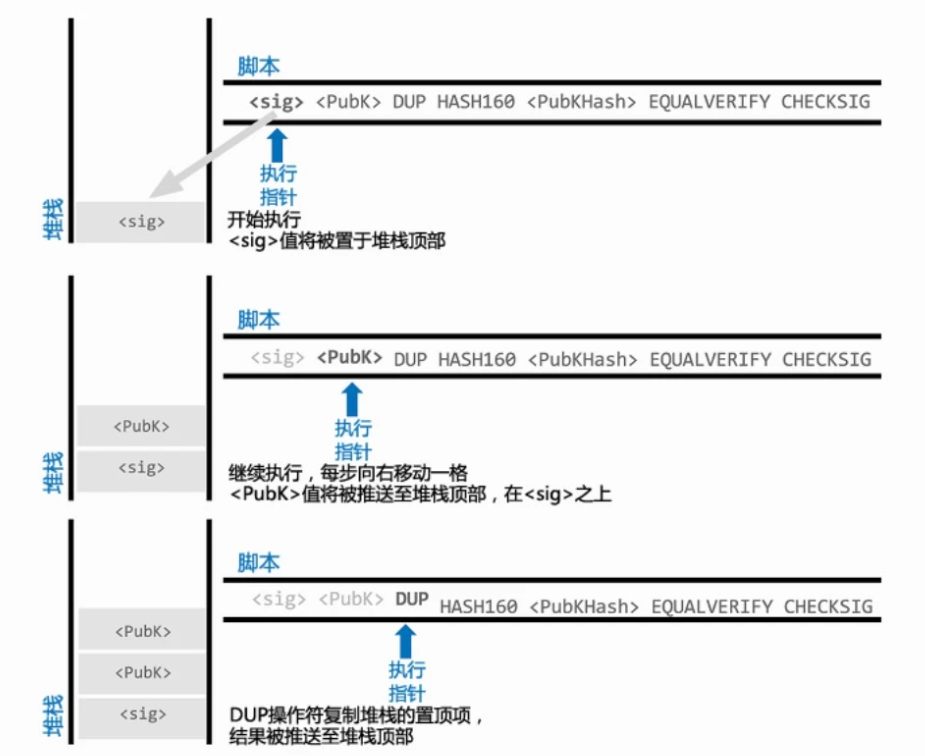 脚本
<sig> <PubK> DUP HASH160 <PubKHash> EQUALVERIFY CHECKSIG
执行
指针
堆栈
<sig>
开始执行
<sig>值将被置于堆栈顶部
脚本
<sig> <PubK> DUP HASH160 <PubKHash> EQUALVERIFY CHECKSIG
执行
指针
<PubK>
堆栈
<sig>
继续执行，每步向右移动一格
<PubK>值将被推送至堆栈顶部，在<sig>之上
脚本
<sig> <PubK> DUP HASH160 <PubKHash> EQUALVERIFY CHECKSIG
执行
指针
<PubK>
<PubK>
堆栈
<sig>
DUP操作符复制堆栈的置顶项，
结果被推送至堆栈顶部